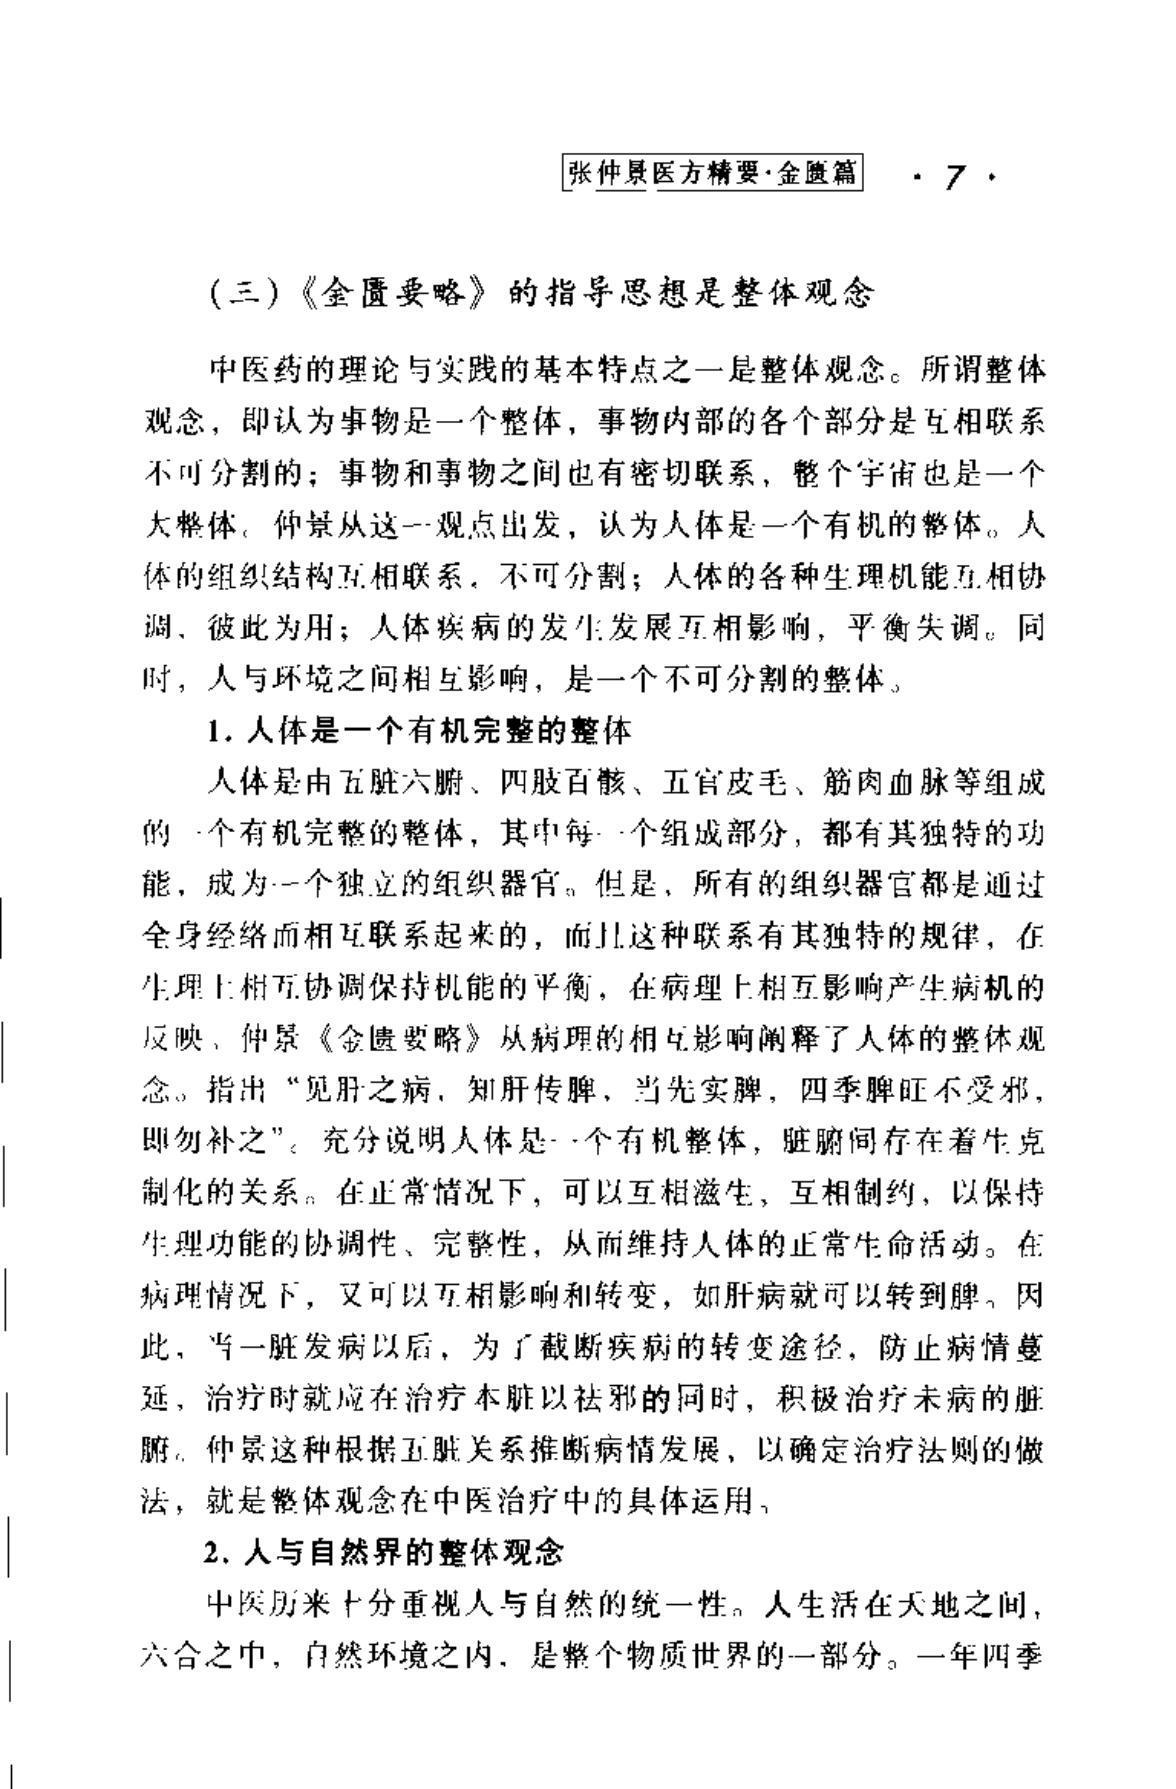 张仲景医方精要·金匮篇 · 7 ·
(三)《金匮要略》的指导思想是整体观念
中医药的理论与实践的基本特点之一是整体观念。所谓整体
观念，即认为事物是一个整体，事物内部的各个部分是互相联系
不可分割的；事物和事物之间也有密切联系，整个宇宙也是一个
大整体。仲景从这一观点出发，认为人体是一个有机的整体。人
体的组织结构互相联系，不可分割；人体的各种生理机能互相协
调、彼此为用；人体疾病的发生发展互相影响，平衡失调。同
时，人与环境之间相互影响，是一个不可分割的整体。
1. 人体是一个有机完整的整体
人体是由五脏六腑、四肢百骸、五官皮毛、筋肉血脉等组成
的一个有机完整的整体，其中每一个组成部分，都有其独特的功
能，成为一个独立的组织器官。但是，所有的组织器官都是通过
全身经络而相互联系起来的，而且这种联系有其独特的规律，在
生理上相互协调保持机能的平衡，在病理上相互影响产生病机的
反映。仲景《金匮要略》从病理的相互影响阐释了人体的整体观
念。指出“见肝之病，知肝传脾，当先实脾，四季脾旺不受邪，
即勿补之”。充分说明人体是一个有机整体，脏腑间存在着生克
制化的关系。在正常情况下，可以互相滋生，互相制约，以保持
生理功能的协调性、完整性，从而维持人体的正常生命活动。在
病理情况下，又可以互相影响和转变，如肝病就可以转到脾。因
此，当一脏发病以后，为了截断疾病的转变途径，防止病情蔓
延，治疗时就应在治疗本脏以祛邪的同时，积极治疗未病的脏
腑。仲景这种根据五脏关系推断病情发展，以确定治疗法则的做
法，就是整体观念在中医治疗中的具体运用。
2. 人与自然界的整体观念
中医历来十分重视人与自然的统一性。人生活在天地之间，
六合之中，自然环境之内，是整个物质世界的一部分。一年四季